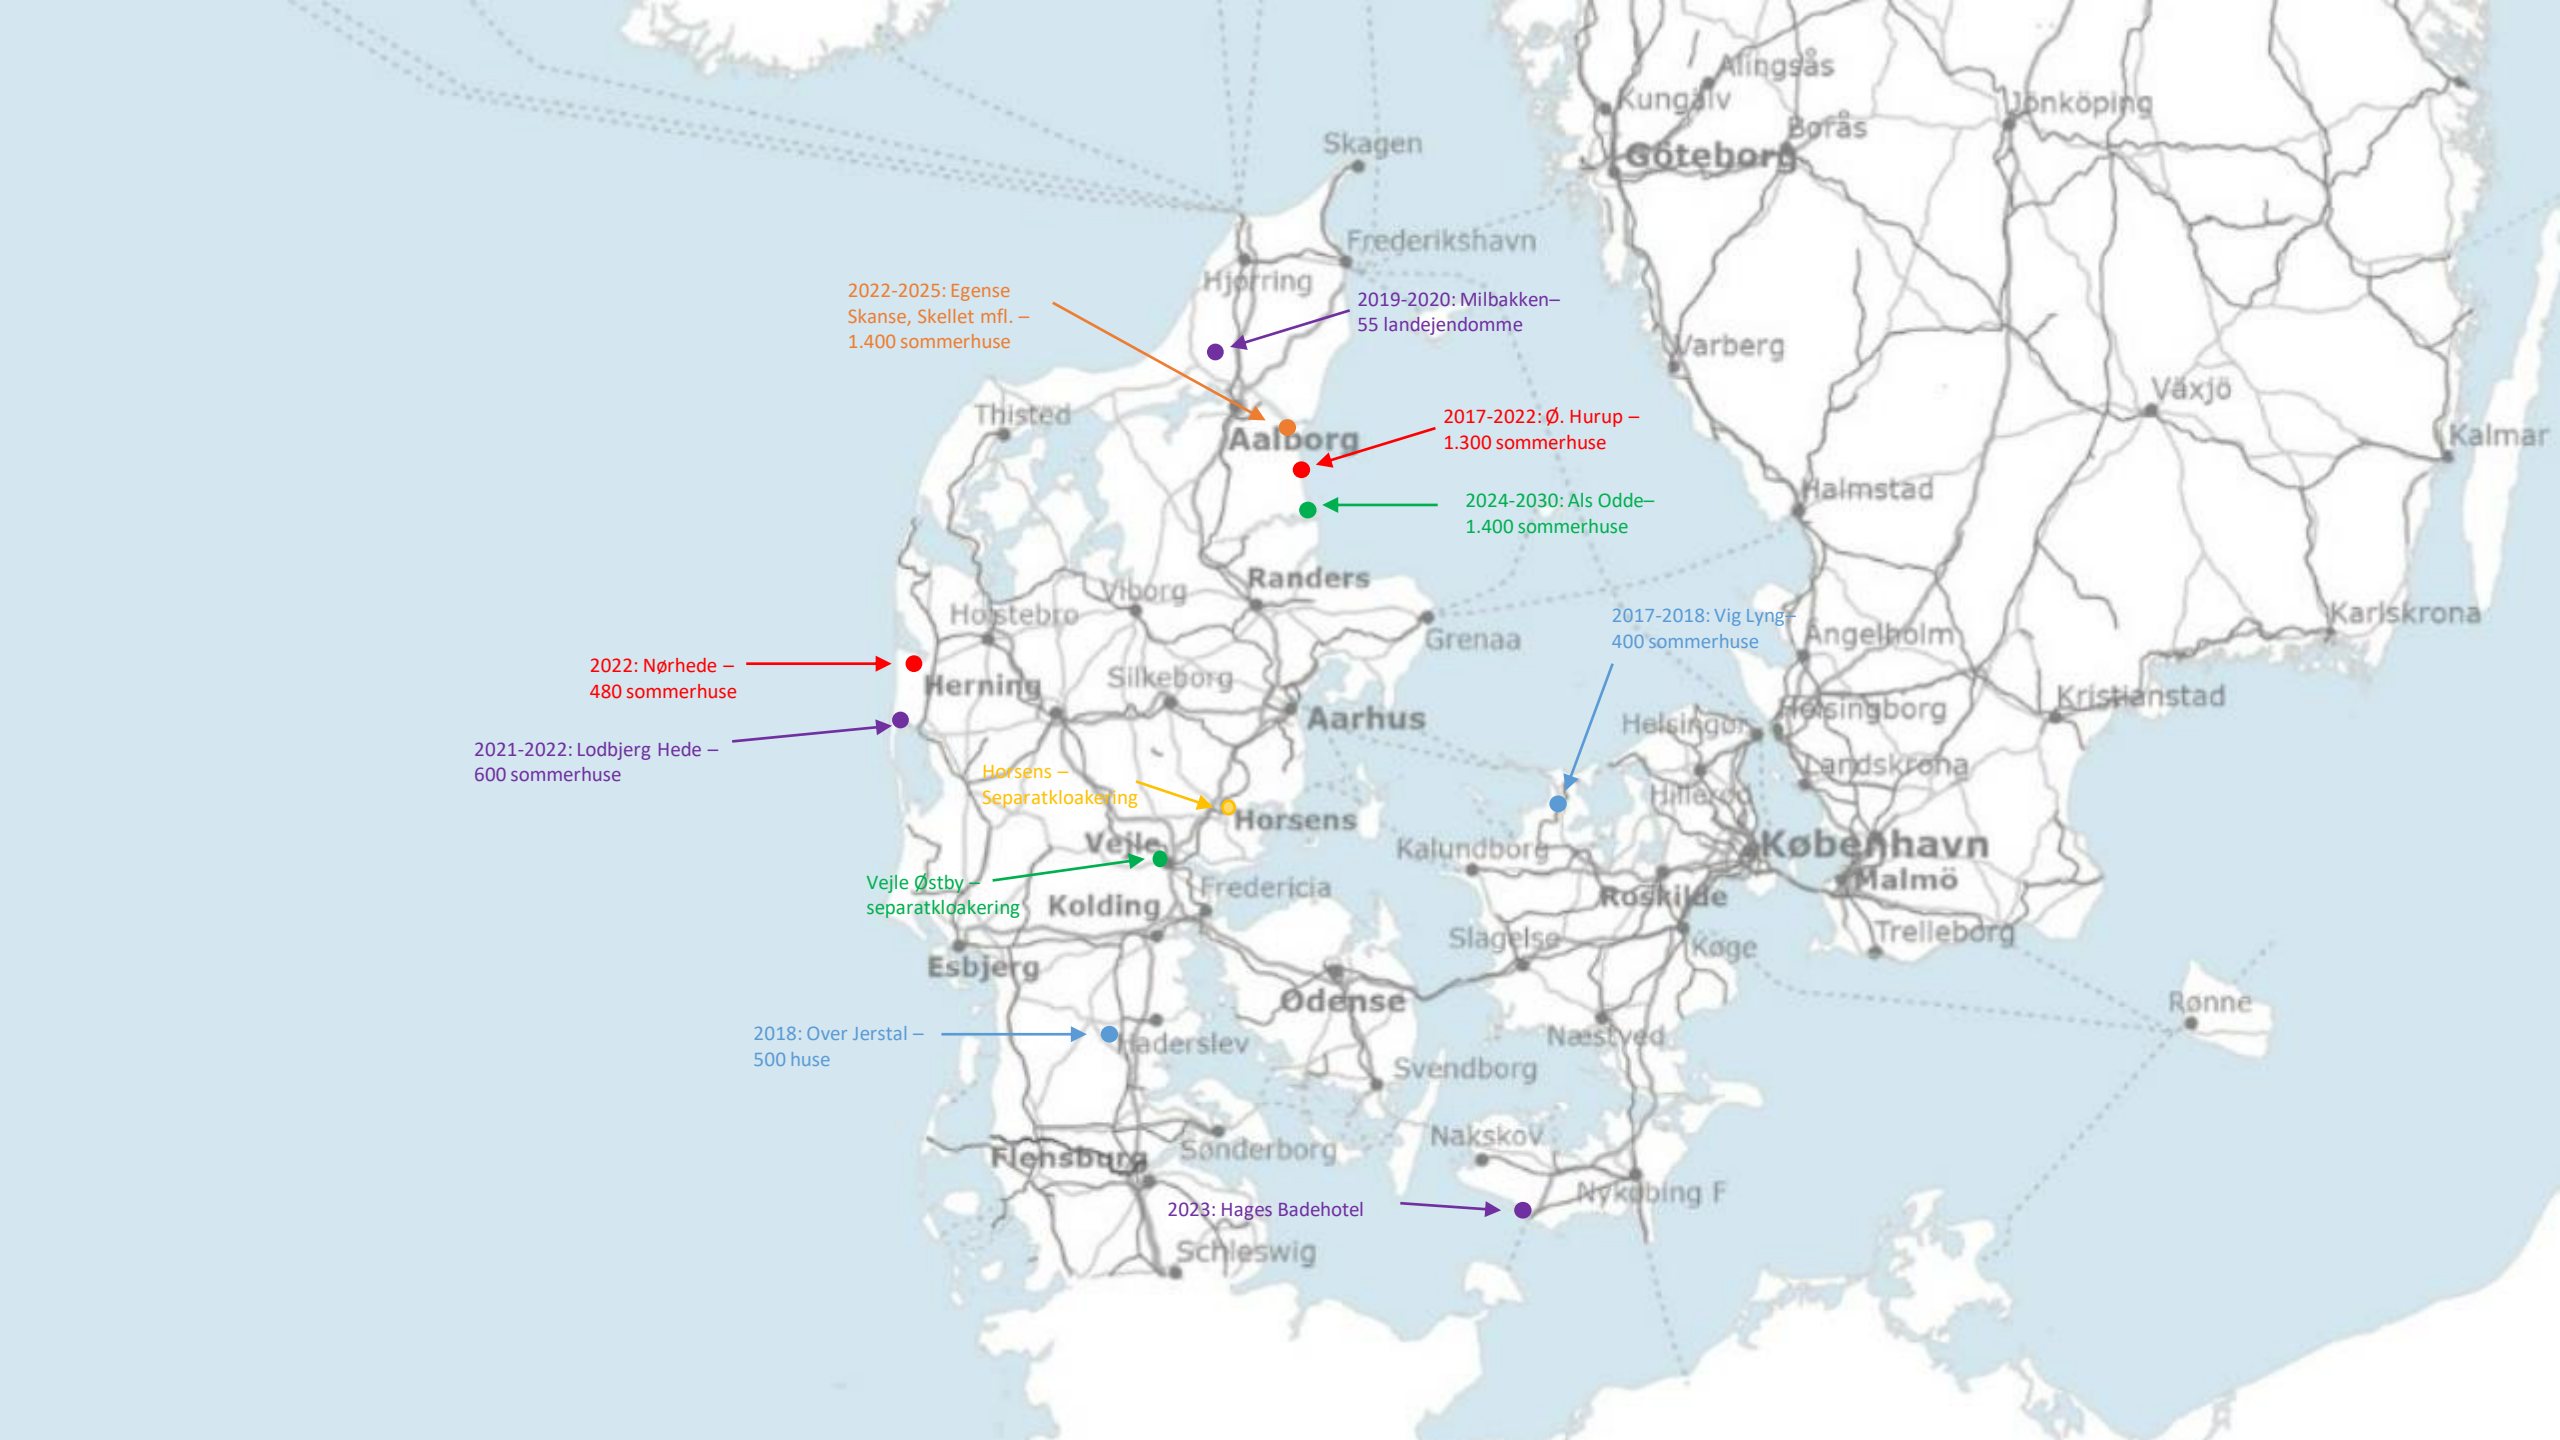 Alingsås
Kungälv
Jönköping
Borås
Göteborg
Skagen
Frederikshavn
Hjørring
2022-2025: Egense
Skanse, Skellet mfl. –
1.400 sommerhuse
2019-2020: Milbakken–
55 landejendomme
Varberg
Växjö
Thisted
Aalborg
2017-2022: Ø. Hurup –
1.300 sommerhuse
Kalmar
2024-2030: Als Odde–
1.400 sommerhuse
Halmstad
Randers
Viborg
Holstebro
Grenaa
2017-2018: Vig Lyng–
400 sommerhuse
Ängelholm
Karlskrona
2022: Nørhede –
480 sommerhuse
Herning
Silkeborg
Aarhus
Helsingør
Helsingborg
Kristianstad
2021-2022: Lodbjerg Hede –
600 sommerhuse
Horsens –
Separatkloakering
Horsens
Landskrona
Hillerød
Vejle
Kalundborg
København
Malmö
Vejle Østby –
separatkloakering
Fredericia
Kolding
Roskilde
Slagelse
Køge
Trelleborg
Esbjerg
Odense
Rønne
2018: Over Jerstal –
500 huse
Haderslev
Næstved
Svendborg
Nakskov
Flensburg
Sønderborg
Nykøbing F
2023: Hages Badehotel
Schleswig